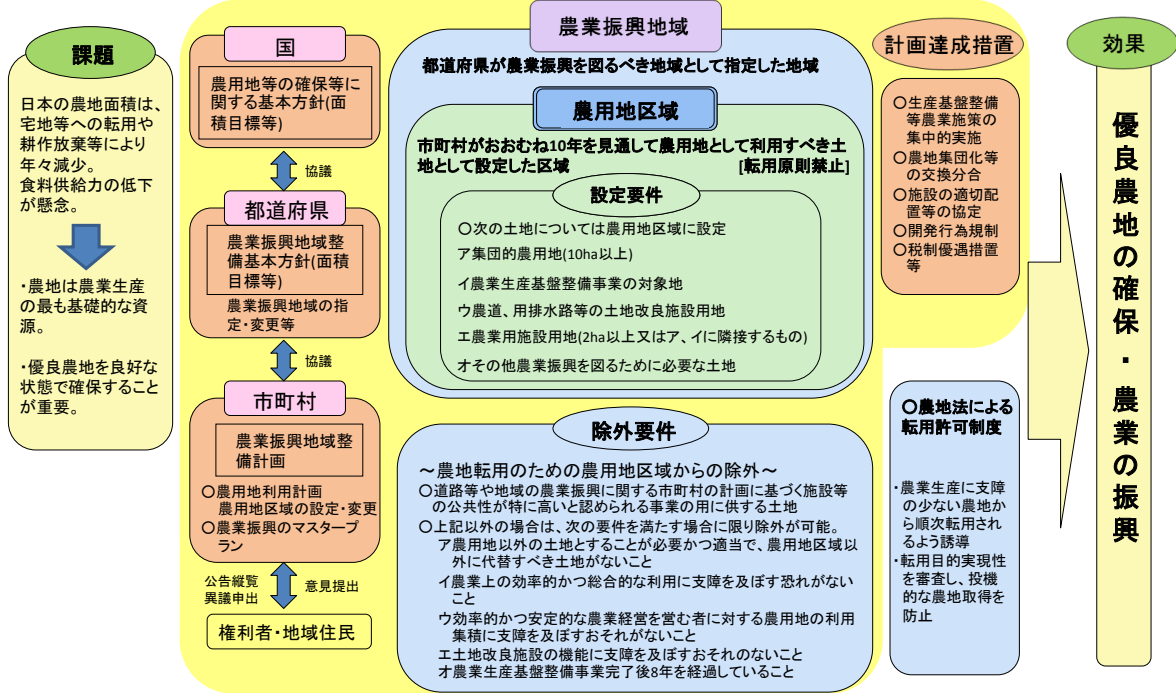 課題
日本の農地面積は、
宅地等への転用や
耕作放棄等により
年々減少。
食料供給力の低下
が懸念。
・農地は農業生産
の最も基礎的な資
源。
・優良農地を良好な
状態で確保すること
が重要。
国
農用地等の確保等に
関する基本方針(面
積目標等)
協議
都道府県
農業振興地域整
備基本方針(面積
目標等)
農業振興地域の指
定・変更等
協議
市町村
農業振興地域整
備計画
○農用地利用計画
農用地区域の設定・変更
○農業振興のマスタープ
ラン
公告縦覧
異議申出
意見提出
権利者・地域住民
農業振興地域
都道府県が農業振興を図るべき地域として指定した地域
農用地区域
市町村がおおむね10年を見通して農用地として利用すべき土
地として設定した区域 [転用原則禁止]
設定要件
○次の土地については農用地区域に設定
ア集団的農用地(10ha以上)
イ農業生産基盤整備事業の対象地
ウ農道、用排水路等の土地改良施設用地
エ農業用施設用地(2ha以上又はア、イに隣接するもの)
オその他農業振興を図るために必要な土地
除外要件
～農地転用のための農用地区域からの除外～
○道路等や地域の農業振興に関する市町村の計画に基づく施設等
の公共性が特に高いと認められる事業の用に供する土地
○上記以外の場合は、次の要件を満たす場合に限り除外が可能。
ア農用地以外の土地とすることが必要かつ適当で、農用地区域以
外に代替すべき土地がないこと
イ農業上の効率的かつ総合的な利用に支障を及ぼす恐れがない
こと
ウ効率的かつ安定的な農業経営を営む者に対する農用地の利用
集積に支障を及ぼすおそれがないこと
エ土地改良施設の機能に支障を及ぼすおそれのないこと
オ農業生産基盤整備事業完了後8年を経過していること
計画達成措置
○生産基盤整備
等農業施策の
集中的実施
○農地集団化等
の交換分合
○施設の適切配
置等の協定
○開発行為規制
○税制優遇措置
等
○農地法による
転用許可制度
・農業生産に支障
の少ない農地か
ら順次転用され
るよう誘導
・転用目的実現性
を審査し、投機
的な農地取得を
防止
効果
優良農地の確保・農業の振興